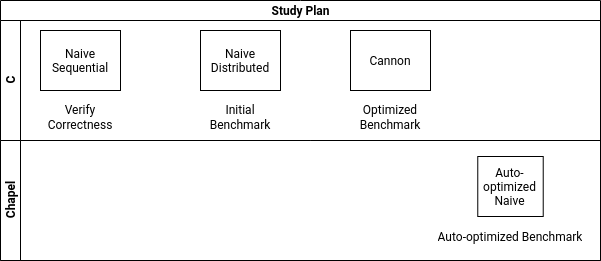 Study Plan
C
Naive
Sequential
Verify
Correctness
Naive
Distributed
Initial
Benchmark
Cannon
Optimized
Benchmark
Chapel
Auto-
optimized
Naive
Auto-optimized Benchmark